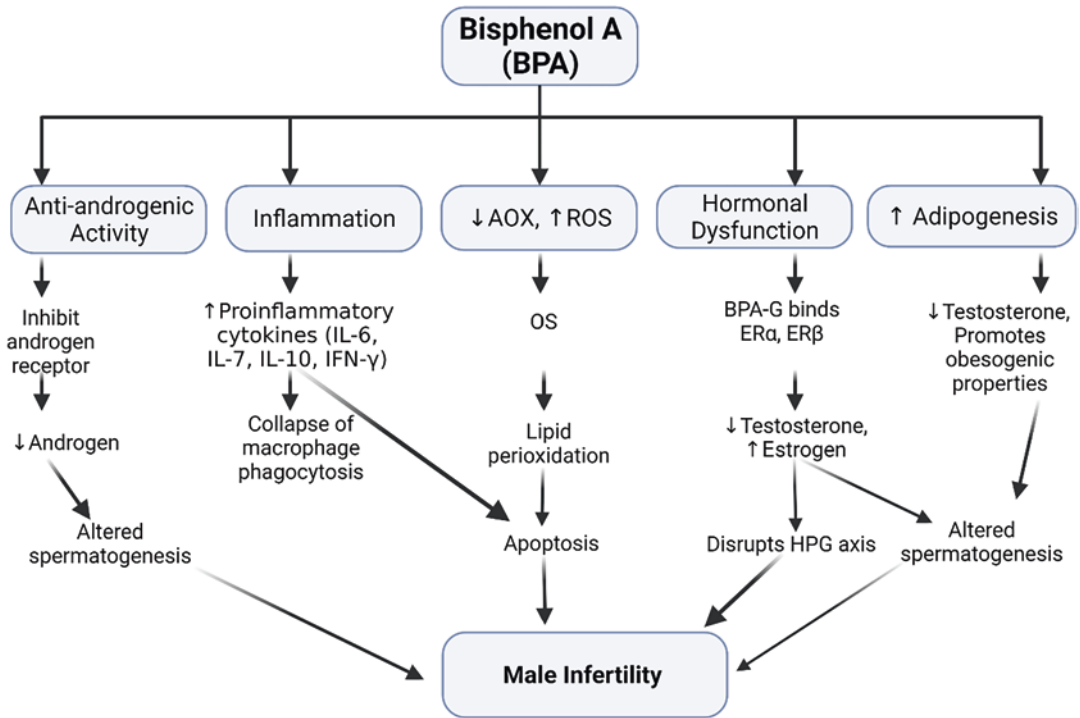 Bisphenol A
(BPA)
Anti-androgenic
Activity
Inflammation
↓AOX, ↑ROS
Hormonal
Dysfunction
↑ Adipogenesis
Inhibit
androgen
receptor
↑Proinflammatory
cytokines (IL-6,
IL-7, IL-10, IFN-γ)
OS
BPA-G binds
ERα, ERβ
↓Testosterone,
Promotes
obesogenic
properties
↓Androgen
Collapse of
macrophage
phagocytosis
Lipid
perioxidation
↓Testosterone,
↑Estrogen
Altered
spermatogenesis
Apoptosis
Disrupts HPG axis
Altered
spermatogenesis
Male Infertility